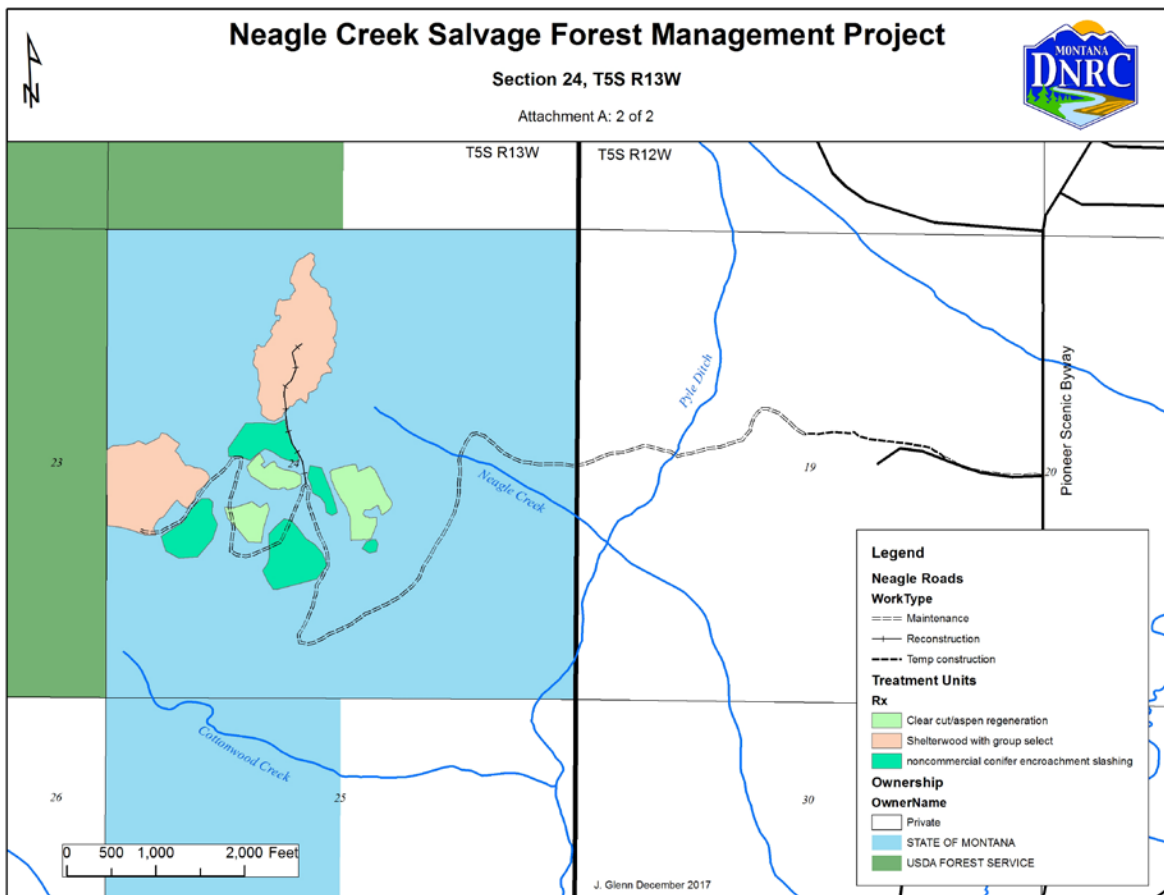 Neagle Creek Salvage Forest Management Project
Section 24, T5S R13W
Attachment A: 2 of 2
N
MONTANA
DNRC
T5S R13W
T5S R12W
Pyle Ditch
Pioneer Scenic Byway
23
24
19
20
Neagle Creek
Cottonwood Creek
26
25
30
0 500 1,000 2,000 Feet
J. Glenn December 2017
Legend
Neagle Roads
WorkType
Maintenance
Reconstruction
Temp construction
Treatment Units
Rx
Clear cut/aspen regeneration
Shelterwood with group select
noncommercial conifer encroachment slashing
Ownership
OwnerName
Private
STATE OF MONTANA
USDA FOREST SERVICE